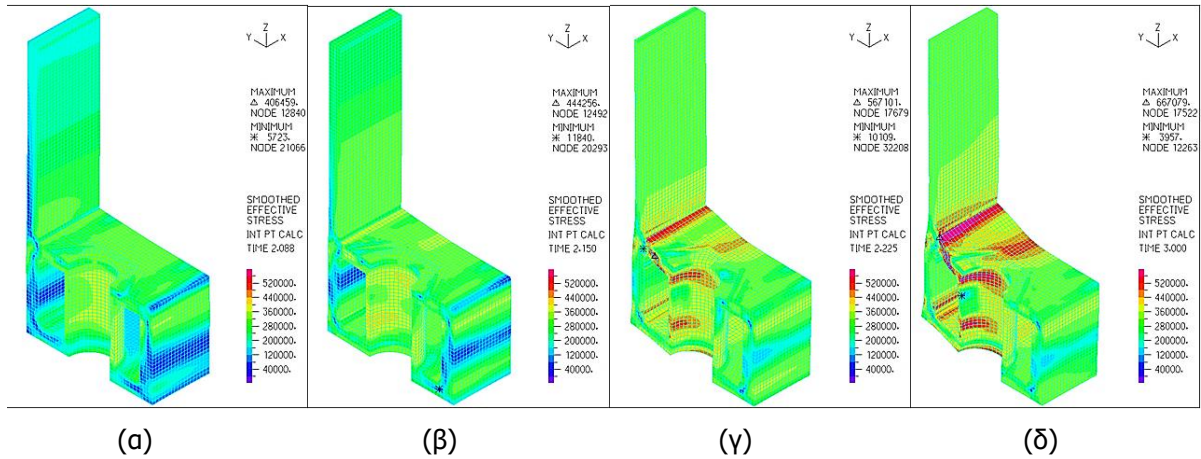 Z
Y X
MAXIMUM
Δ 406459.
NODE 12840
MINIMUM
* 5723.
NODE 21066
SMOOTHED
EFFECTIVE
STRESS
INT PT CALC
TIME 2.088
520000.
440000.
360000.
280000.
200000.
120000.
40000.
Z
Y X
MAXIMUM
Δ 444256.
NODE 12492
MINIMUM
* 11840.
NODE 20293
SMOOTHED
EFFECTIVE
STRESS
INT PT CALC
TIME 2.150
520000.
440000.
360000.
280000.
200000.
120000.
40000.
Z
Y X
MAXIMUM
Δ 567101.
NODE 17679
MINIMUM
* 10109.
NODE 32208
SMOOTHED
EFFECTIVE
STRESS
INT PT CALC
TIME 2.225
520000.
440000.
360000.
280000.
200000.
120000.
40000.
Z
Y X
MAXIMUM
Δ 667079.
NODE 17522
MINIMUM
* 3957.
NODE 12263
SMOOTHED
EFFECTIVE
STRESS
INT PT CALC
TIME 3.000
520000.
440000.
360000.
280000.
200000.
120000.
40000.
(α) (β) (γ) (δ)